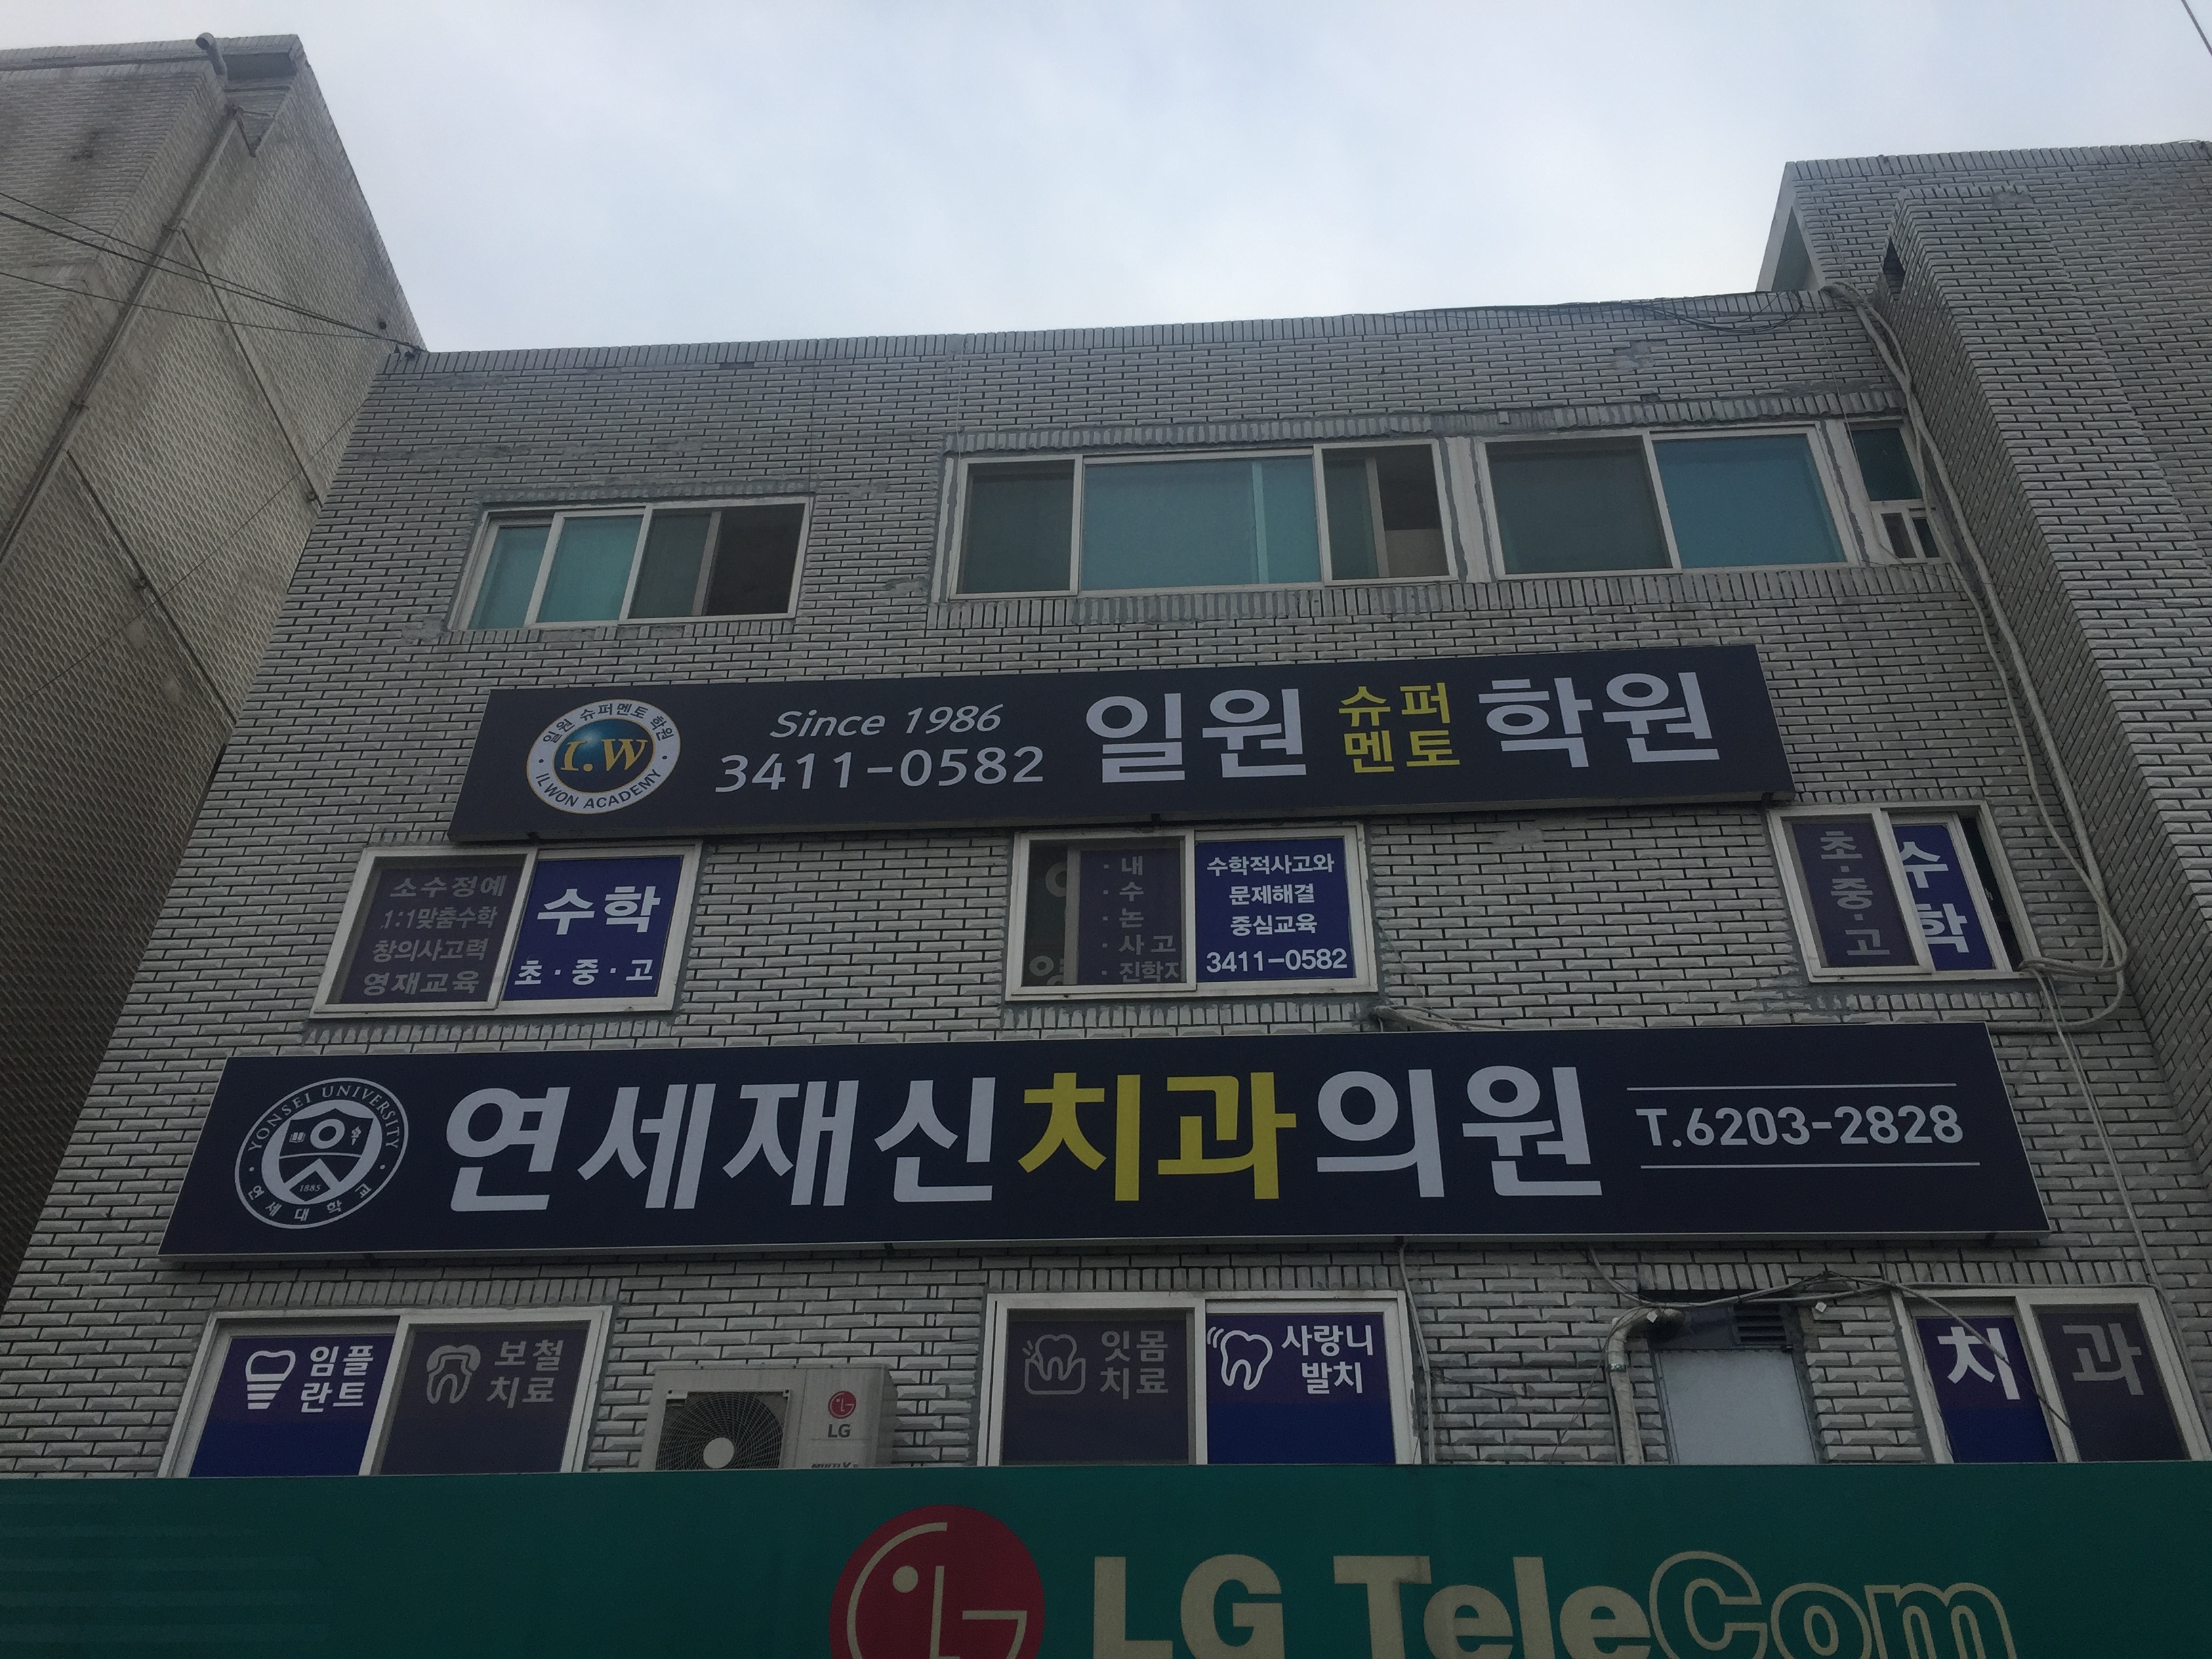 일원 슈퍼멘토 학원
I.W
ILWON ACADEMY
Since 1986
3411-0582
일원 슈퍼 멘토 학원
소수정예
1:1맞춤수학
창의사고력
영재교육
수학
초·중·고
· 내
· 수
· 논
· 사고
· 진학지
수학적사고와
문제해결
중심교육
3411-0582
초·중·고
수학
YONSEI UNIVERSITY
1885
연세대학교
연세재신치과의원
T.6203-2828
임플
란트
보철
치료
잇몸
치료
사랑니
발치
치과
LG
LG TeleCom